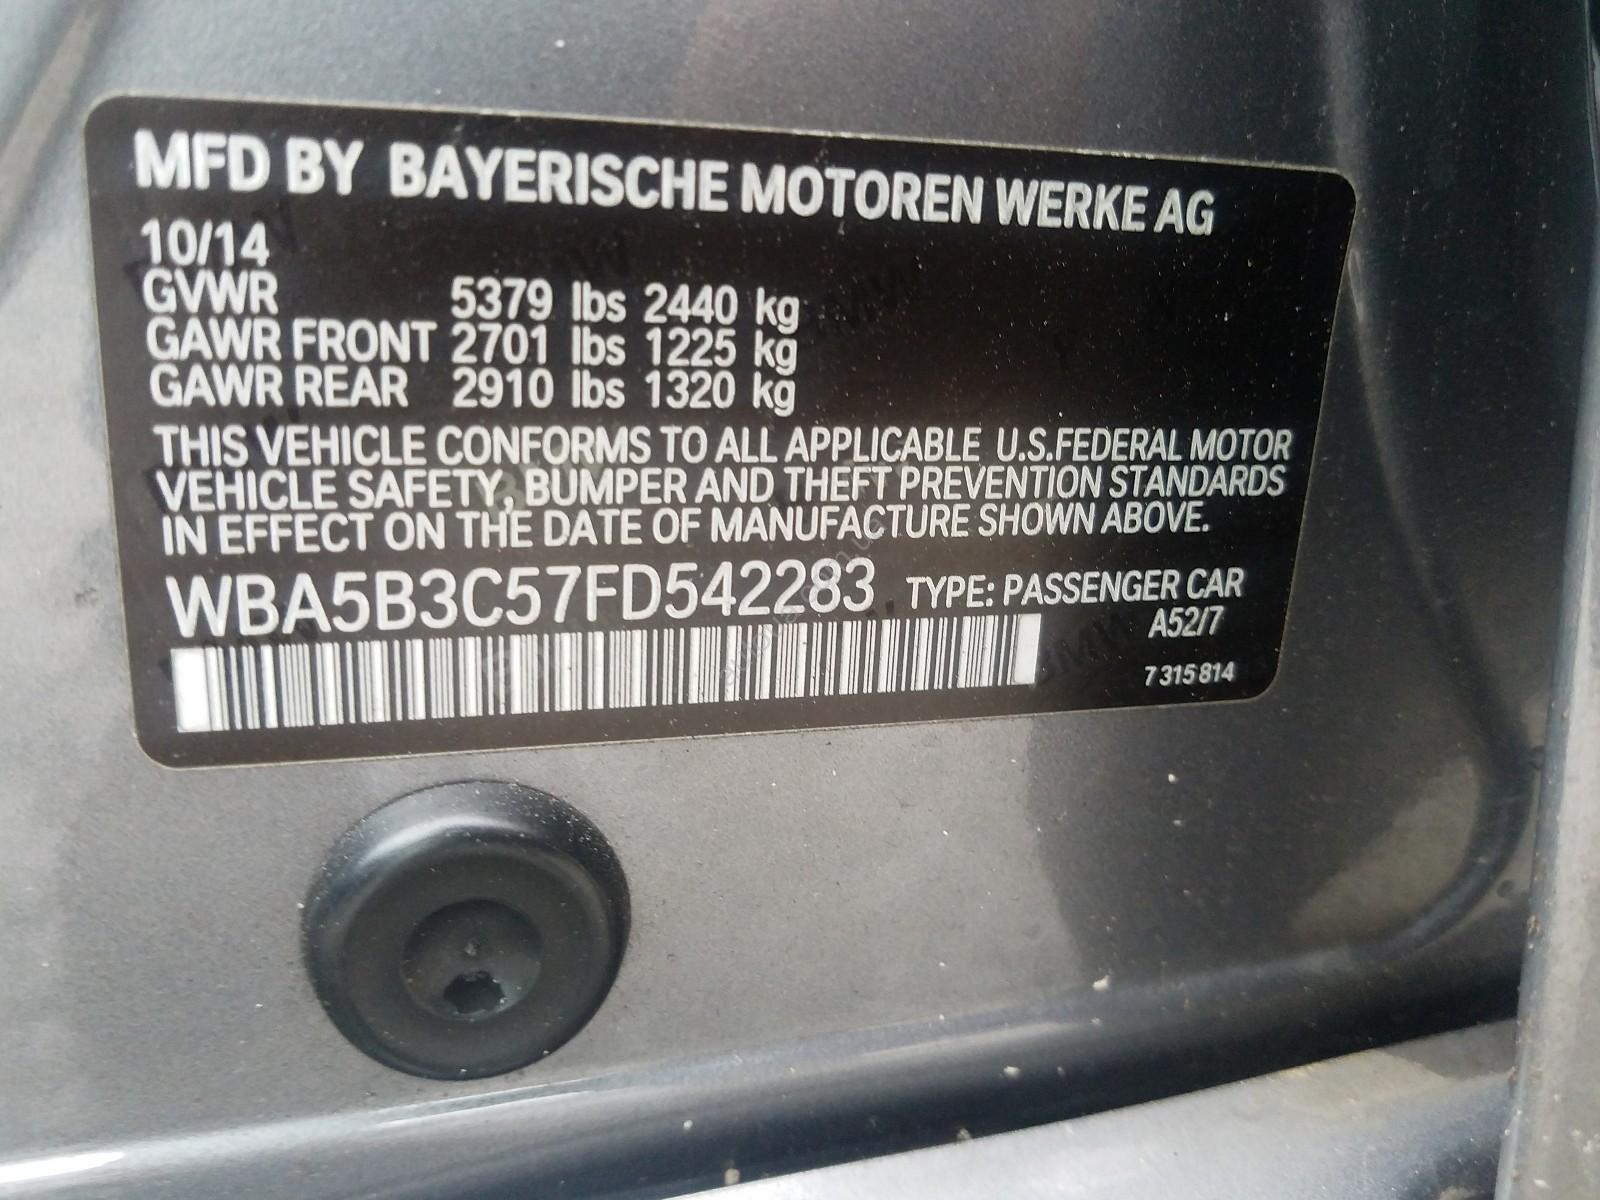 MFD BY BAYERISCHE MOTOREN WERKE AG
10/14
GVWR 5379 lbs 2440 kg
GAWR FRONT 2701 lbs 1225 kg
GAWR REAR 2910 lbs 1320 kg
THIS VEHICLE CONFORMS TO ALL APPLICABLE U.S.FEDERAL MOTOR
VEHICLE SAFETY, BUMPER AND THEFT PREVENTION STANDARDS
IN EFFECT ON THE DATE OF MANUFACTURE SHOWN ABOVE.
WBA5B3C57FD542283 TYPE: PASSENGER CAR
A52/7
7 315 814